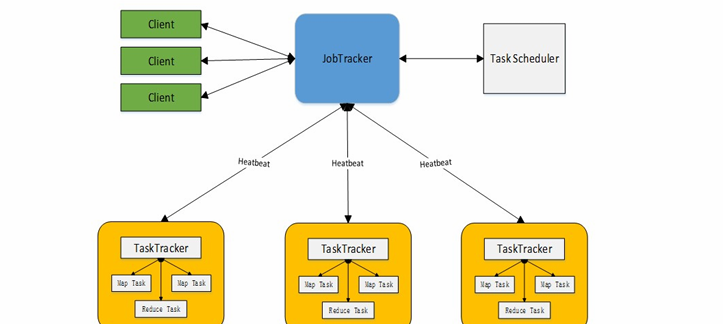 Client
Client
Client
JobTracker
Task Scheduler
Heatbeat
Heatbeat
Heatbeat
TaskTracker
Map Task
Map Task
Reduce Task
TaskTracker
Map Task
Map Task
Reduce Task
TaskTracker
Map Task
Map Task
Reduce Task